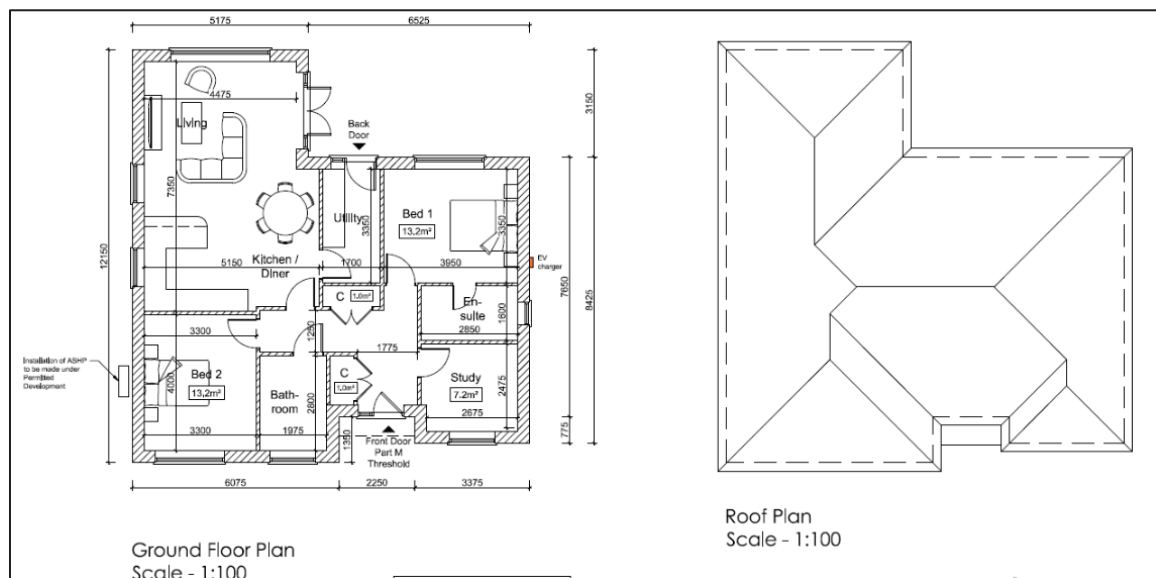 5175
6525
4475
Living
Back
Door
3150
7350
12150
Utility
3350
Bed 1
13.2m²
3350
EV
charger
Kitchen /
Diner
5150
1700
3950
7650
8425
C
1.0m²
En-
suite
1600
2850
3300
1250
1775
Installation of ASHP
to be made under
Permitted
Development
4000
Bed 2
13.2m²
C
1.0m²
Study
7.2m²
2475
Bath-
room
2800
2675
3300
1975
1350
Front Door
Part M
Threshold
775
6075
2250
3375
Ground Floor Plan
Scale - 1:100
Roof Plan
Scale - 1:100